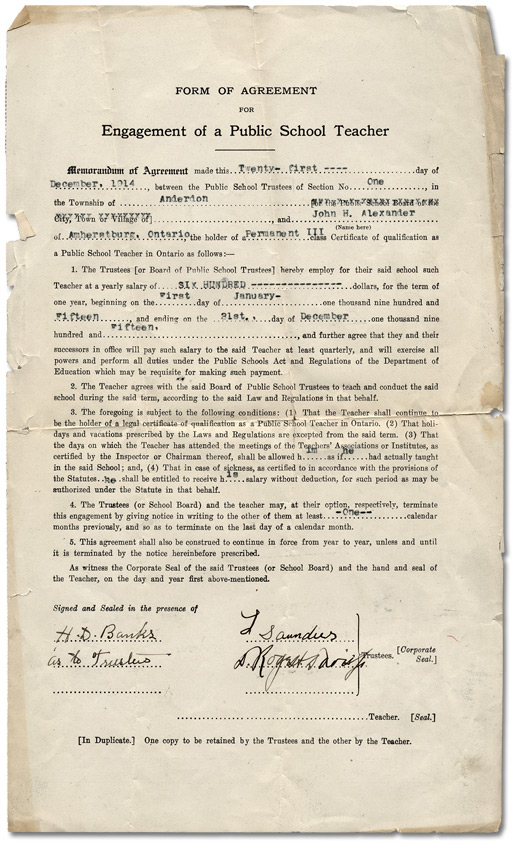 FORM OF AGREEMENT
FOR
Engagement of a Public School Teacher
Memorandum of Agreement made this Twenty- first ---- day of
December, 1914, between the Public School Trustees of Section No. One, in
the Township of Anderdon
City, Town or Village of] and John H. Alexander
(Name here)
of Amherstburg, Ontario, the holder of a Permanent III class Certificate of qualification as
a Public School Teacher in Ontario as follows:—
1. The Trustees [or Board of Public School Trustees] hereby employ for their said school such
Teacher at a yearly salary of SIX HUNDRED ---------------- dollars, for the term of
one year, beginning on the First day of January- one thousand nine hundred and
Fifteen, and ending on the 31st. day of December one thousand nine
hundred and Fifteen, and further agree that they and their
successors in office will pay such salary to the said Teacher at least quarterly, and will exercise all
powers and perform all duties under the Public Schools Act and Regulations of the Department of
Education which may be requisite for making such payment.
2. The Teacher agrees with the said Board of Public School Trustees to teach and conduct the said
school during the said term, according to the said Law and Regulations in that behalf.
3. The foregoing is subject to the following conditions: (1) That the Teacher shall continue to
be the holder of a legal certificate of qualification as a Public School Teacher in Ontario. (2) That holi-
days and vacations prescribed by the Laws and Regulations are excepted from the said term. (3) That
the days on which the Teacher has attended the meetings of the Teachers' Associations or Institutes, as
certified by the Inspector or Chairman thereof, shall be allowed him as if he had actually taught
in the said School; and, (4) That in case of sickness, as certified to in accordance with the provisions of
the Statutes he shall be entitled to receive his salary without deduction, for such period as may be
authorized under the Statute in that behalf.
4. The Trustees (or School Board) and the teacher may, at their option, respectively, terminate
this engagement by giving notice in writing to the other of them at least -One-- calendar
months previously, and so as to terminate on the last day of a calendar month.
5. This agreement shall also be construed to continue in force from year to year, unless and until
it is terminated by the notice hereinbefore prescribed.
As witness the Corporate Seal of the said Trustees (or School Board) and the hand and seal of
the Teacher, on the day and year first above-mentioned.
Signed and Sealed in the presence of
H. D. Banks
as to Trustees
Saunders
Trustees. [Corporate Seal.]
Teacher. [Seal.]
[In Duplicate.] One copy to be retained by the Trustees and the other by the Teacher.